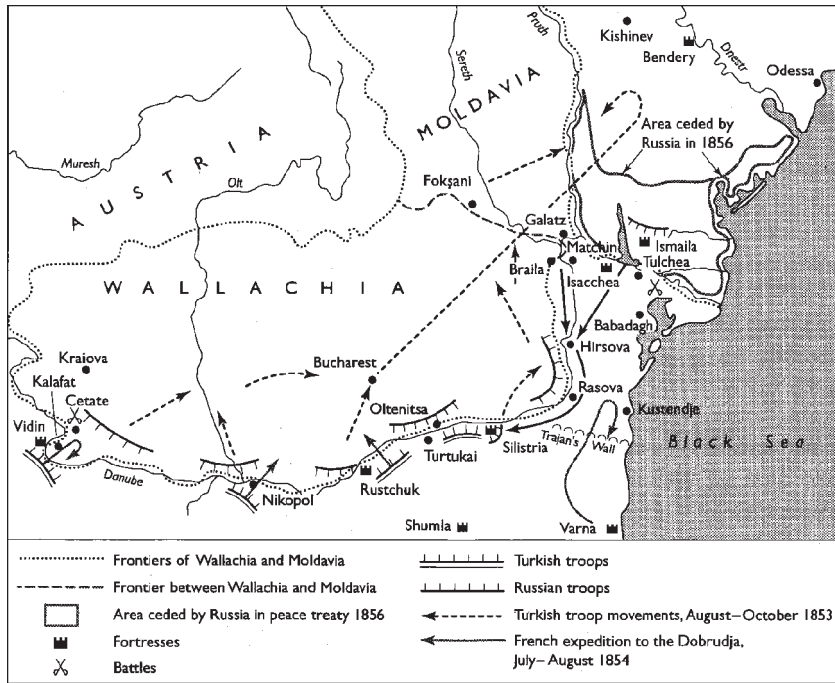 Kishinev
Bendery
Dnestr
Odessa
Pruth
Sereth
MOLDAVIA
Area ceded by
Russia in 1856
Muresh
AUSTRIA
Olt
Fokşani
Galatz
Matchin
Ismaila
Tulchea
Braila
Isacchea
WALLACHIA
Babadagh
Hirsova
Kraiova
Kalafat
Cetate
Bucharest
Rasova
Oltenitsa
Kustendje
Vidin
Turtukai
Silistria
Trajan's Wall
Black Sea
Danube
Nikopol
Rustchuk
Shumla
Varna
Frontiers of Wallachia and Moldavia
Frontier between Wallachia and Moldavia
Area ceded by Russia in peace treaty 1856
Fortresses
Battles
Turkish troops
Russian troops
Turkish troop movements, August–October 1853
French expedition to the Dobrudja,
July–August 1854